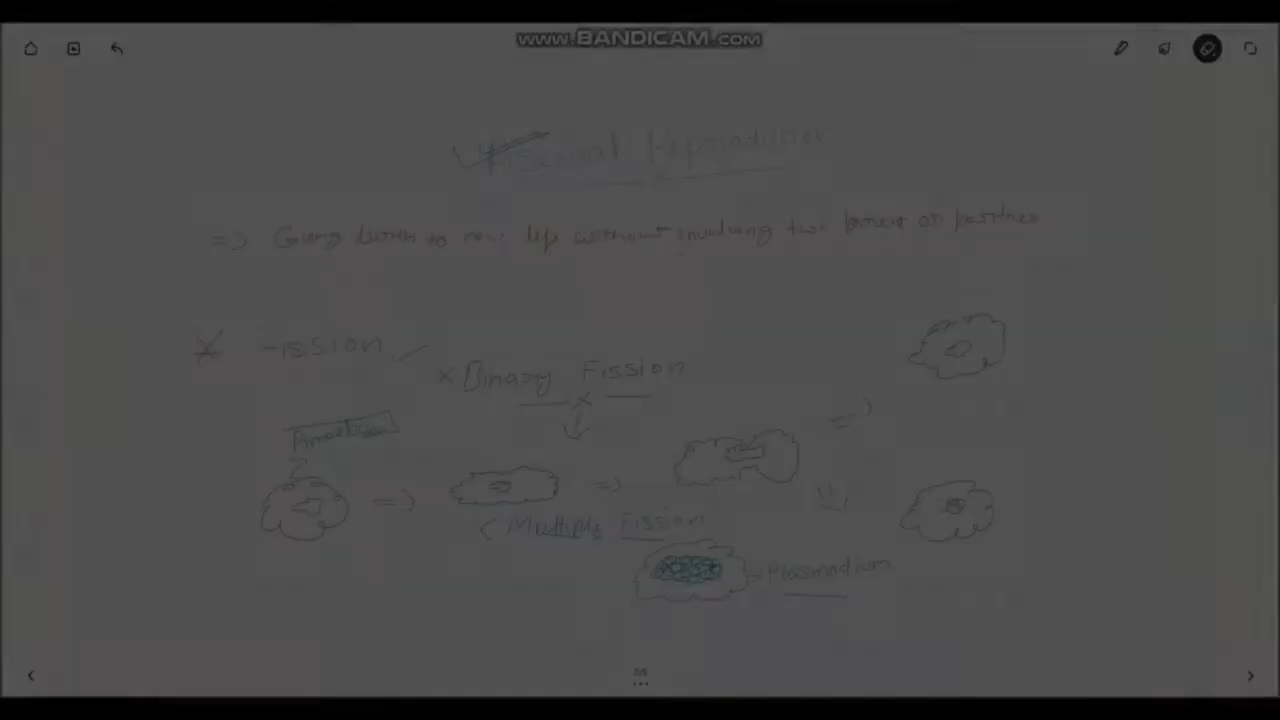 www.BANDICAM.com
Asexual Reproduction
=> Giving birth to new life without involving two or
* Fission
× Binary Fission
Amoeba
=> => =>
( Multiple Fission
=> Plasmodium